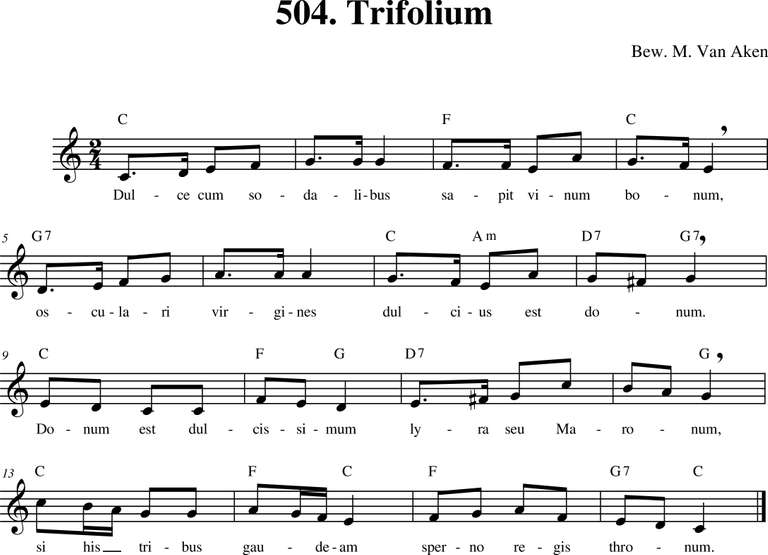 504. Trifolium
Bew. M. Van Aken
C F C
2
4
Dul - ce cum so - da - li - bus sa - pit vi - num bo - num,
5 G7 C Am D7 G7
os - cu - la - ri vir - gi - nes dul - ci - us est do - num.
9 C F G D7 G
Do - num est dul - cis - si - mum ly - ra seu Ma - ro - num,
13 C F C F G7 C
si his __ tri - bus gau - de - am sper - no re - gis thro - num.